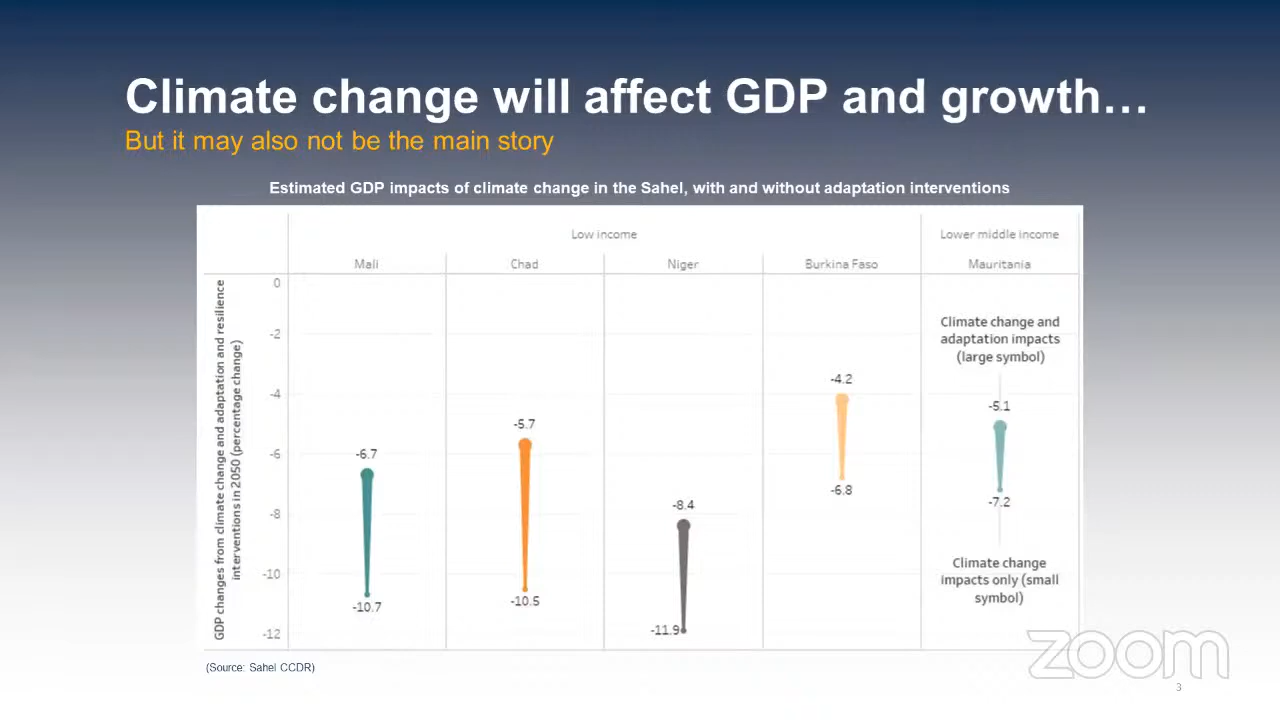 Climate change will affect GDP and growth…
But it may also not be the main story
Estimated GDP impacts of climate change in the Sahel, with and without adaptation interventions
Low income
Lower middle income
Mali
Chad
Niger
Burkina Faso
Mauritania
GDP changes from climate change and adaptation and resilience
interventions in 2050 (percentage change)
0
-2
-4
-6
-8
-10
-12
-6.7
-10.7
-5.7
-10.5
-8.4
-11.9
-4.2
-6.8
Climate change and
adaptation impacts
(large symbol)
-5.1
-7.2
Climate change
impacts only (small
symbol)
(Source: Sahel CCDR)
zoom
3